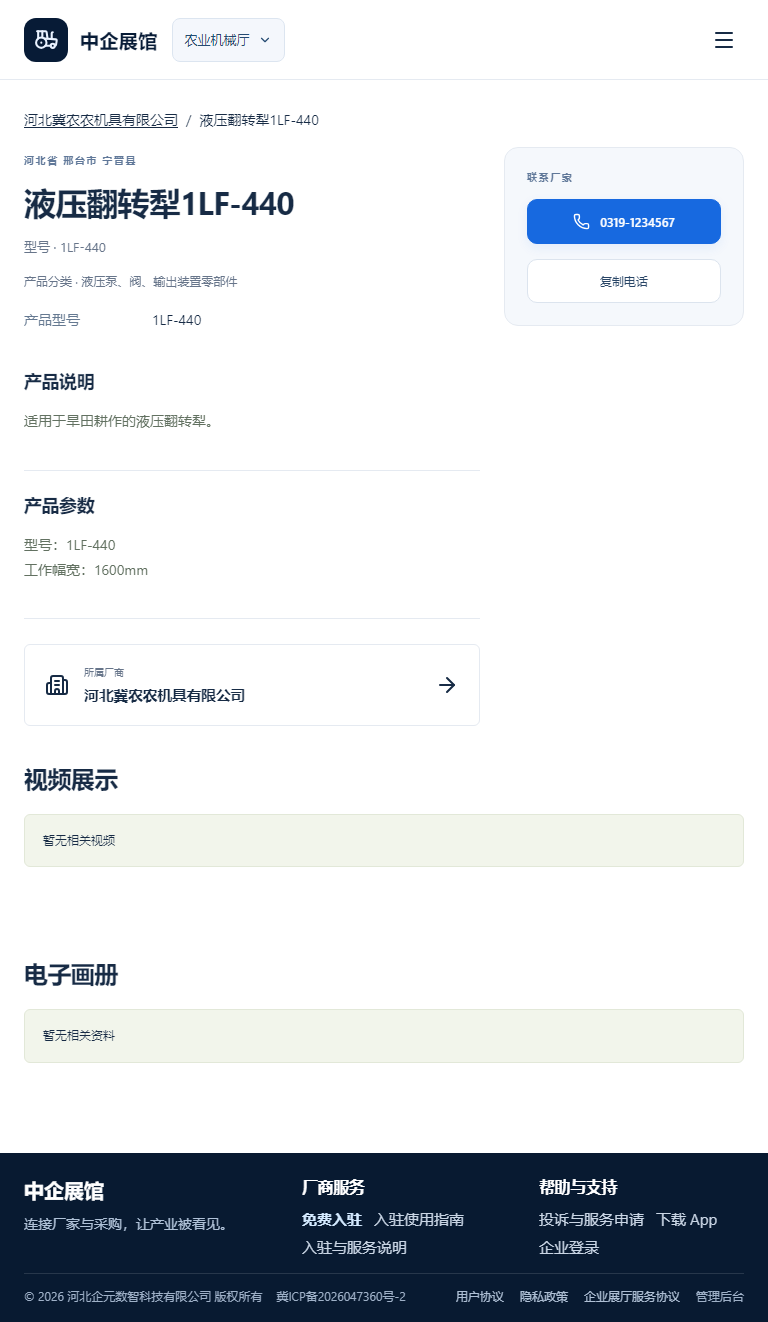 中企展馆
农业机械厅
河北冀农农机具有限公司 / 液压翻转犁1LF-440
河北省 邢台市 宁晋县
液压翻转犁1LF-440
型号 · 1LF-440
产品分类 · 液压泵、阀、输出装置零部件
产品型号 1LF-440
联系厂家
0319-1234567
复制电话
产品说明
适用于旱田耕作的液压翻转犁。
产品参数
型号：1LF-440
工作幅宽：1600mm
所属厂商
河北冀农农机具有限公司
视频展示
暂无相关视频
电子画册
暂无相关资料
中企展馆
连接厂家与采购，让产业被看见。
厂商服务
免费入驻 入驻使用指南
入驻与服务说明
帮助与支持
投诉与服务申请 下载 App
企业登录
© 2026 河北企元数智科技有限公司 版权所有 冀ICP备2026047360号-2
用户协议 隐私政策 企业展厅服务协议 管理后台